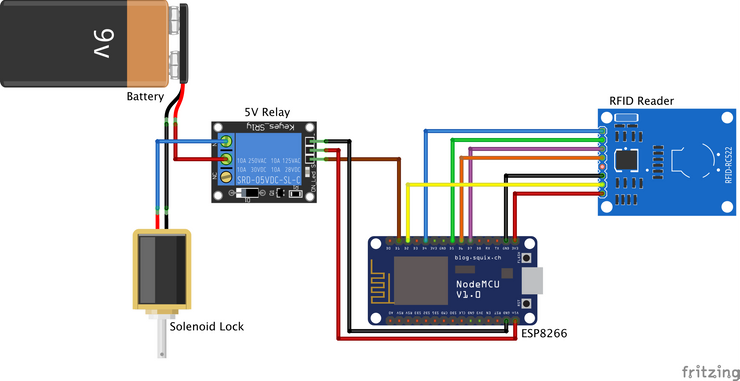 9v
Battery
5V Relay
Keyes_SRly
NC
10A 250VAC 10A 125VAC
10A 30VDC 10A 28VDC
SRD-05VDC-SL-C
RFID Reader
RFID-RC522
blog.squix.ch
NodeMCU
V1.0
ESP8266
Solenoid Lock
fritzing